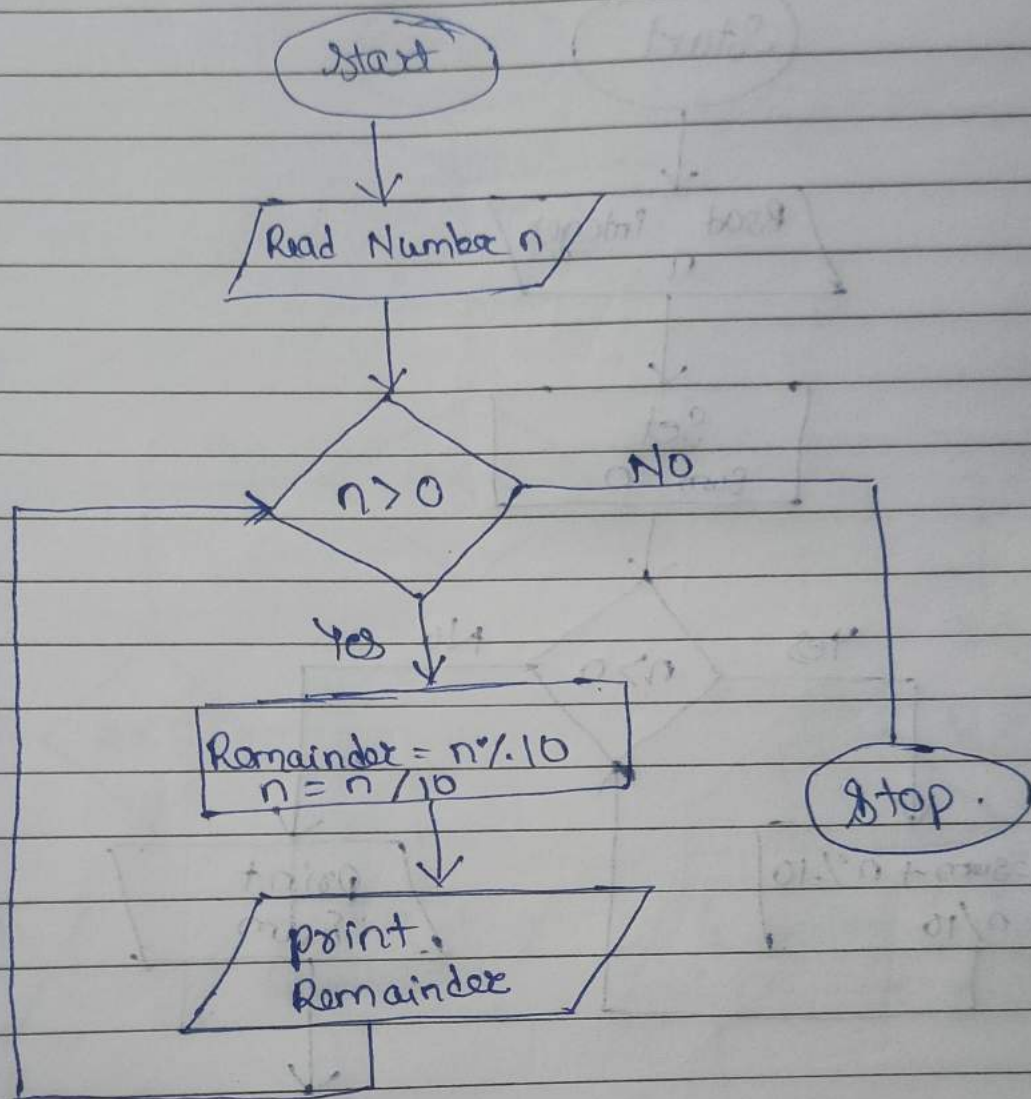 Start
Read Number n
n>0
NO
Yes
Remainder = n%10
n = n/10
Stop.
print.
Remainder